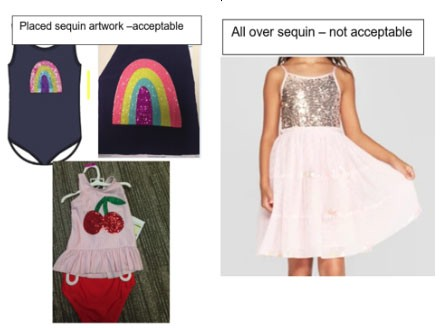 Placed sequin artwork –acceptable
All over sequin – not acceptable